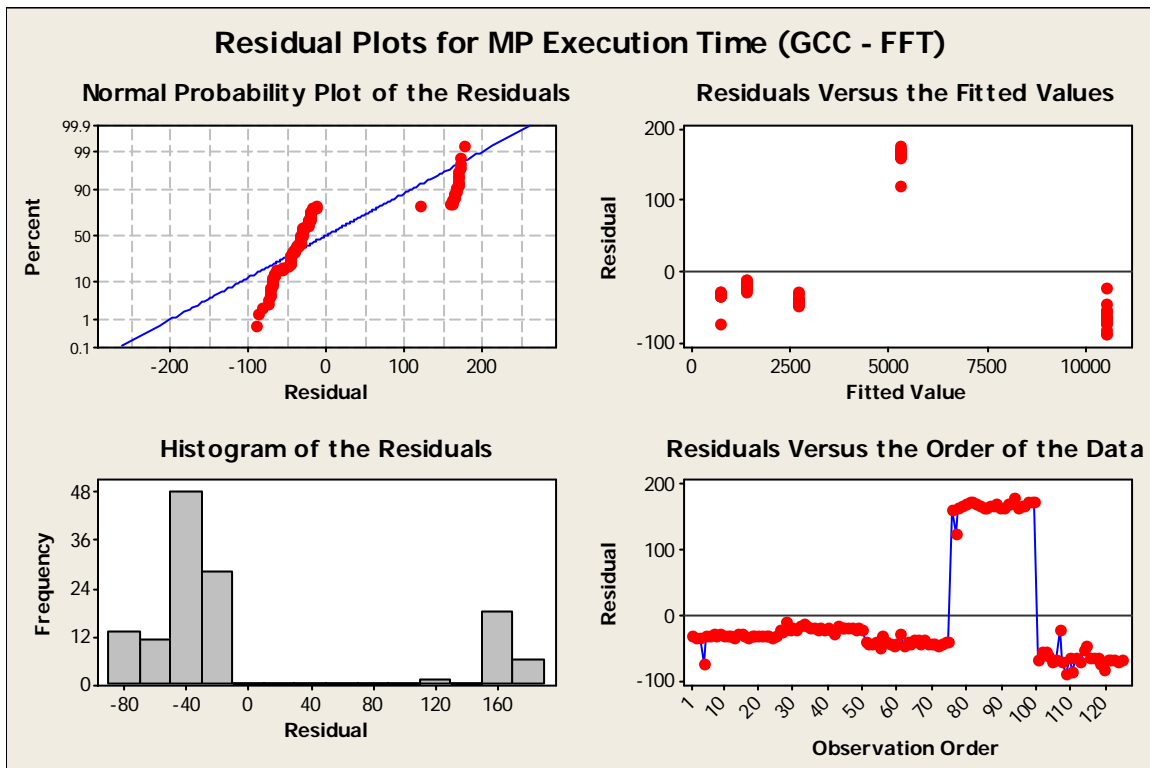 Residual Plots for MP Execution Time (GCC - FFT)
Normal Probability Plot of the Residuals
99.9
99
90
50
10
1
0.1
Percent
-200 -100 0 100 200
Residual
Residuals Versus the Fitted Values
200
100
0
-100
Residual
0 2500 5000 7500 10000
Fitted Value
Histogram of the Residuals
48
36
24
12
0
Frequency
-80 -40 0 40 80 120 160
Residual
Residuals Versus the Order of the Data
200
100
0
-100
Residual
1 10 20 30 40 50 60 70 80 90 100 110 120
Observation Order